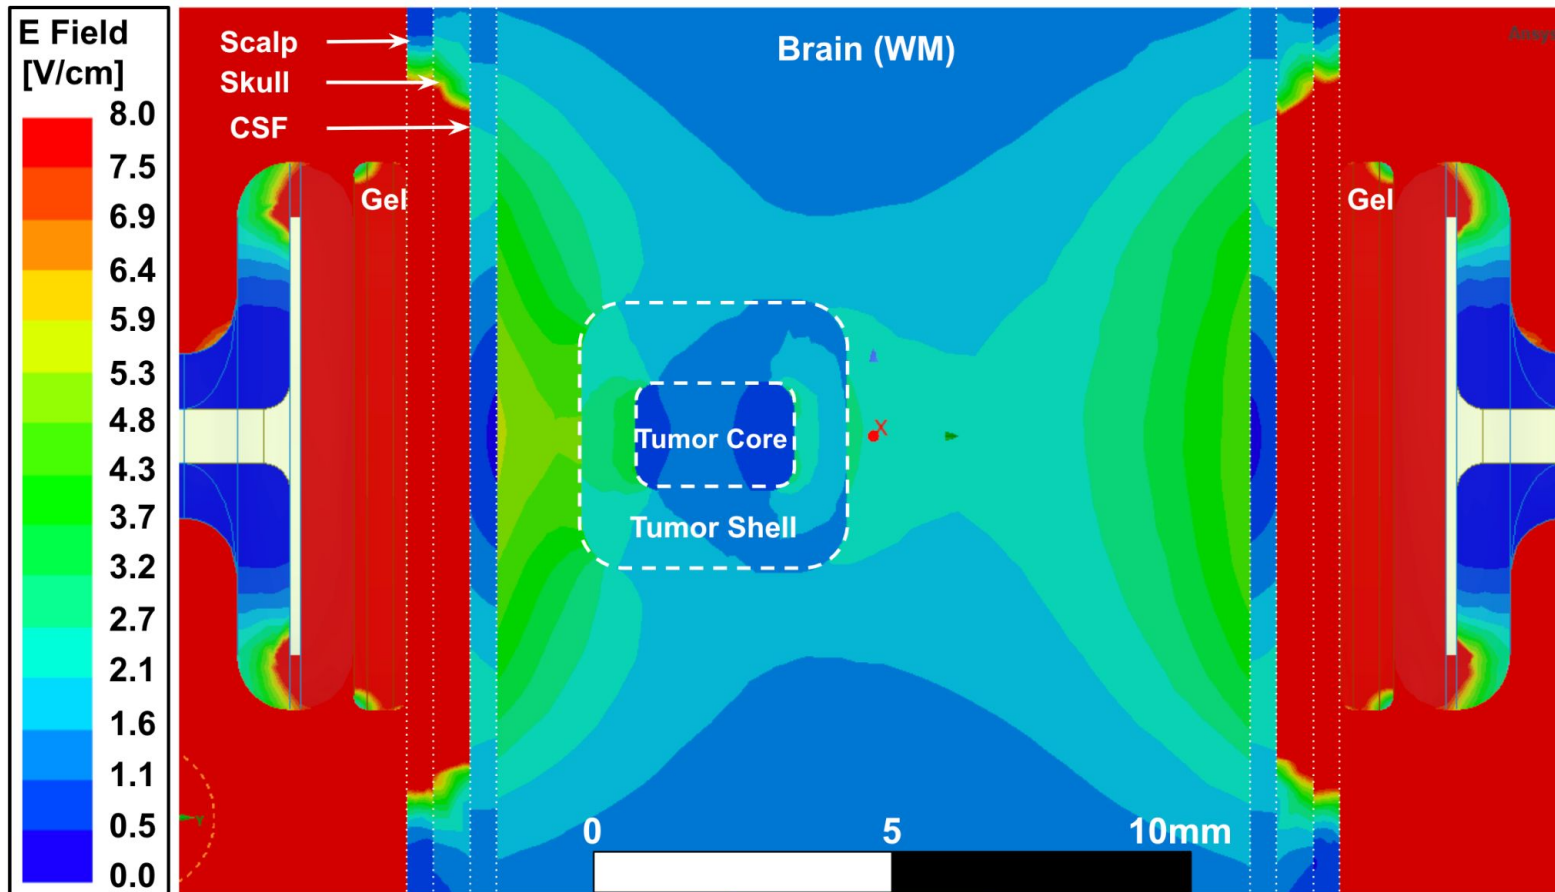 E Field
[V/cm]
8.0
7.5
6.9
6.4
5.9
5.3
4.8
4.3
3.7
3.2
2.7
2.1
1.6
1.1
0.5
0.0
Scalp
Skull
CSF
Brain (WM)
Ansys
Gel
Gel
X
Tumor Core
Tumor Shell
Y
0 5 10mm